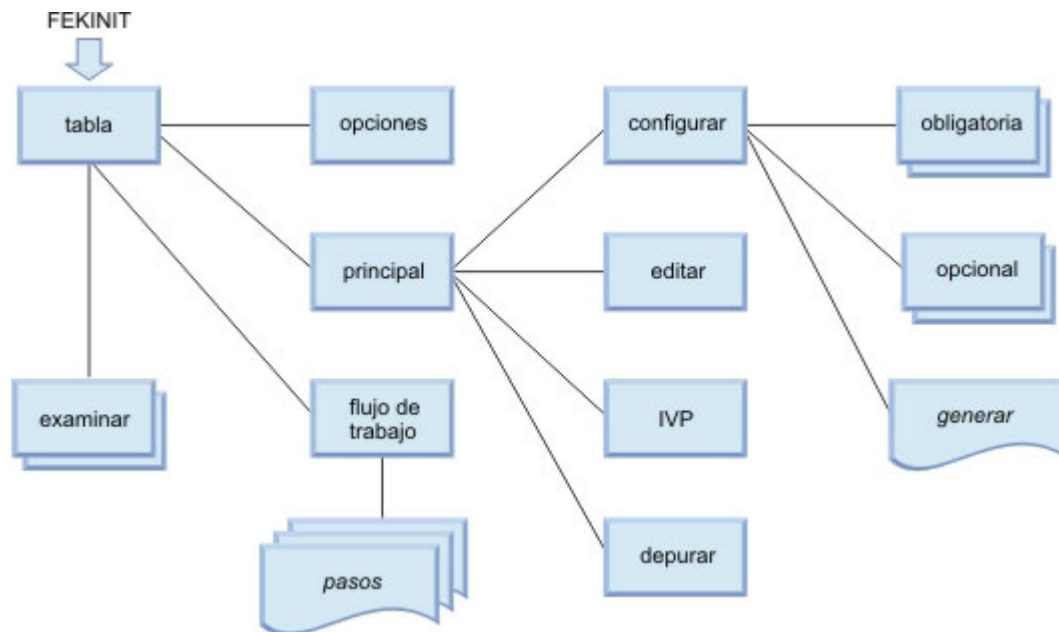 FEKINIT
tabla
opciones
configurar
obligatoria
principal
editar
opcional
examinar
flujo de
trabajo
IVP
generar
pasos
depurar